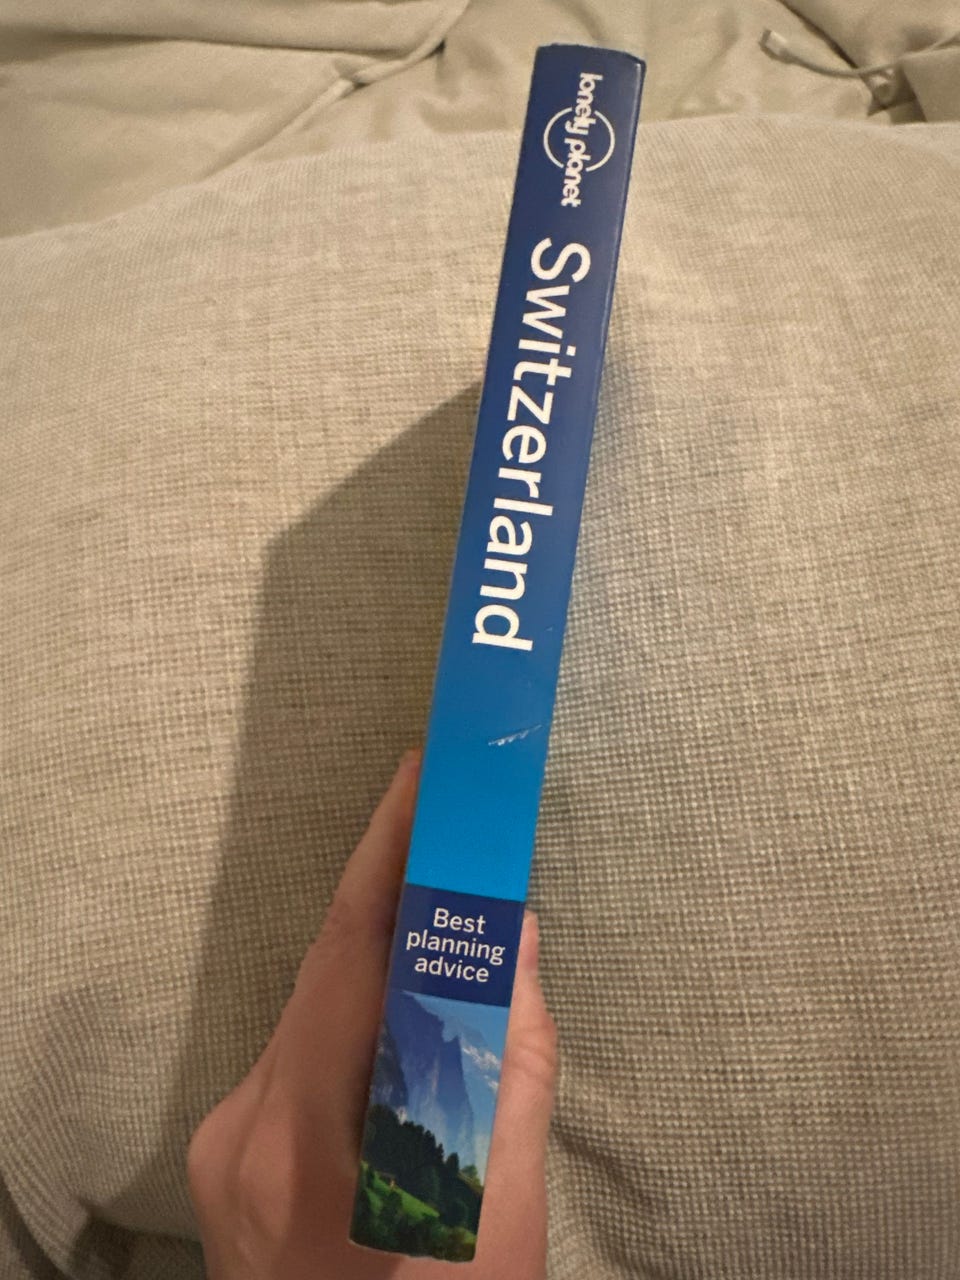 lonely planet
Switzerland
Best
planning
advice